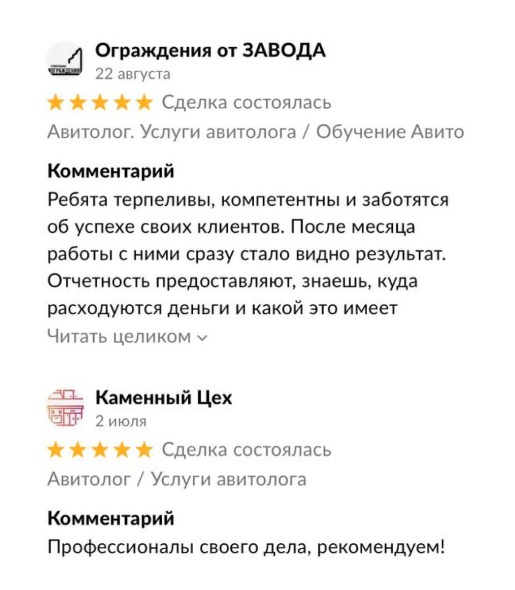 Ограждения от ЗАВОДА
22 августа
Сделка состоялась
Авитолог. Услуги авитолога / Обучение Авито
Комментарий
Ребята терпеливы, компетентны и заботятся
об успехе своих клиентов. После месяца
работы с ними сразу стало видно результат.
Отчетность предоставляют, знаешь, куда
расходуются деньги и какой это имеет
Читать целиком
Каменный Цех
2 июля
Сделка состоялась
Авитолог / Услуги авитолога
Комментарий
Профессионалы своего дела, рекомендуем!